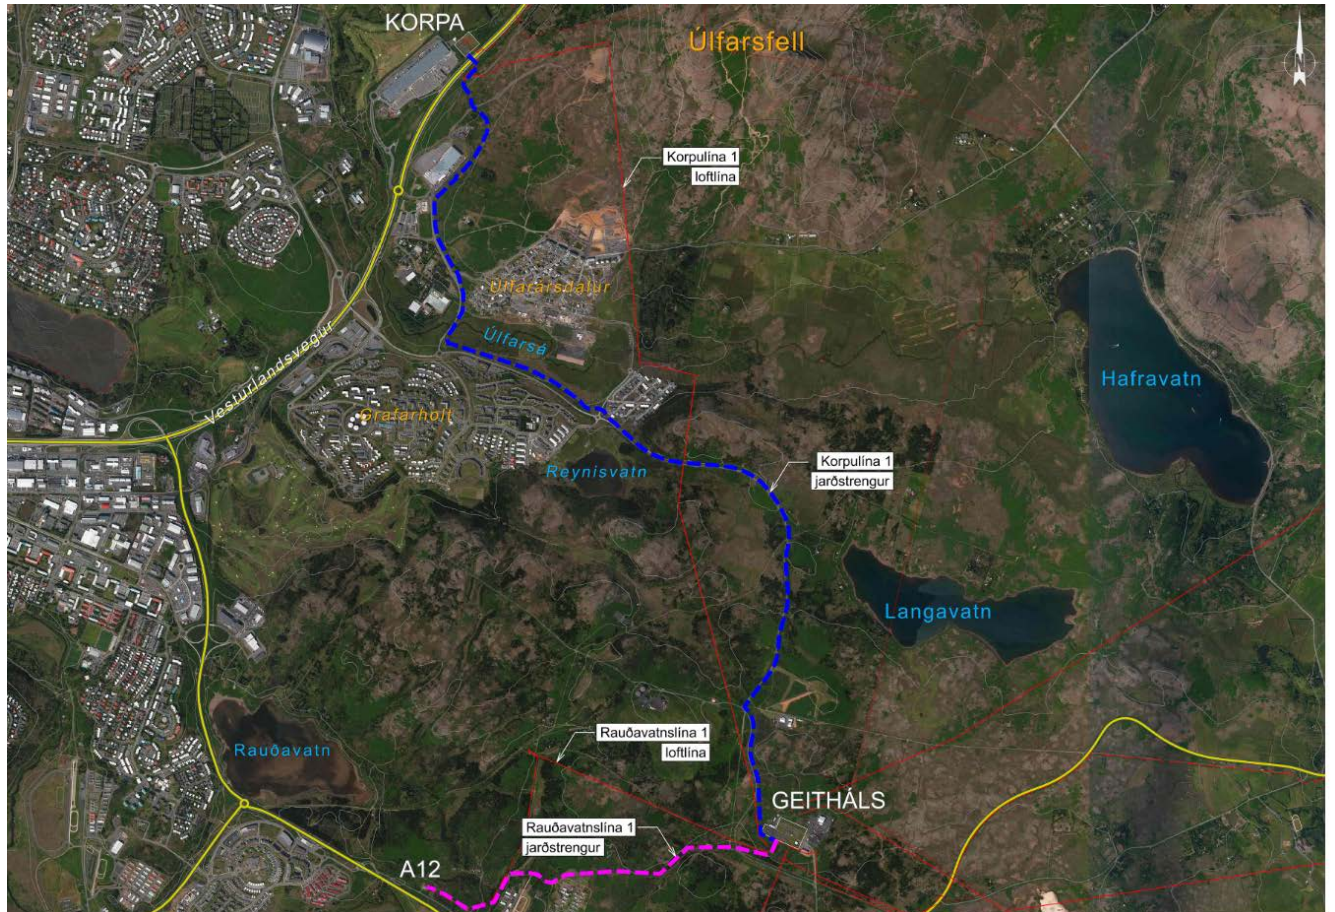 KORPA
Úlfarsfell
N
Korpulína 1
loftlína
Úlfarársdalur
Úlfarsá
Vesturlandsvegur
Hafravatn
Grafarholt
Reynisvatn
Korpulína 1
jarðstrengur
Langavatn
Rauðavatnslína 1
loftlína
Rauðavatn
GEITHÁLS
Rauðavatnslína 1
jarðstrengur
A12